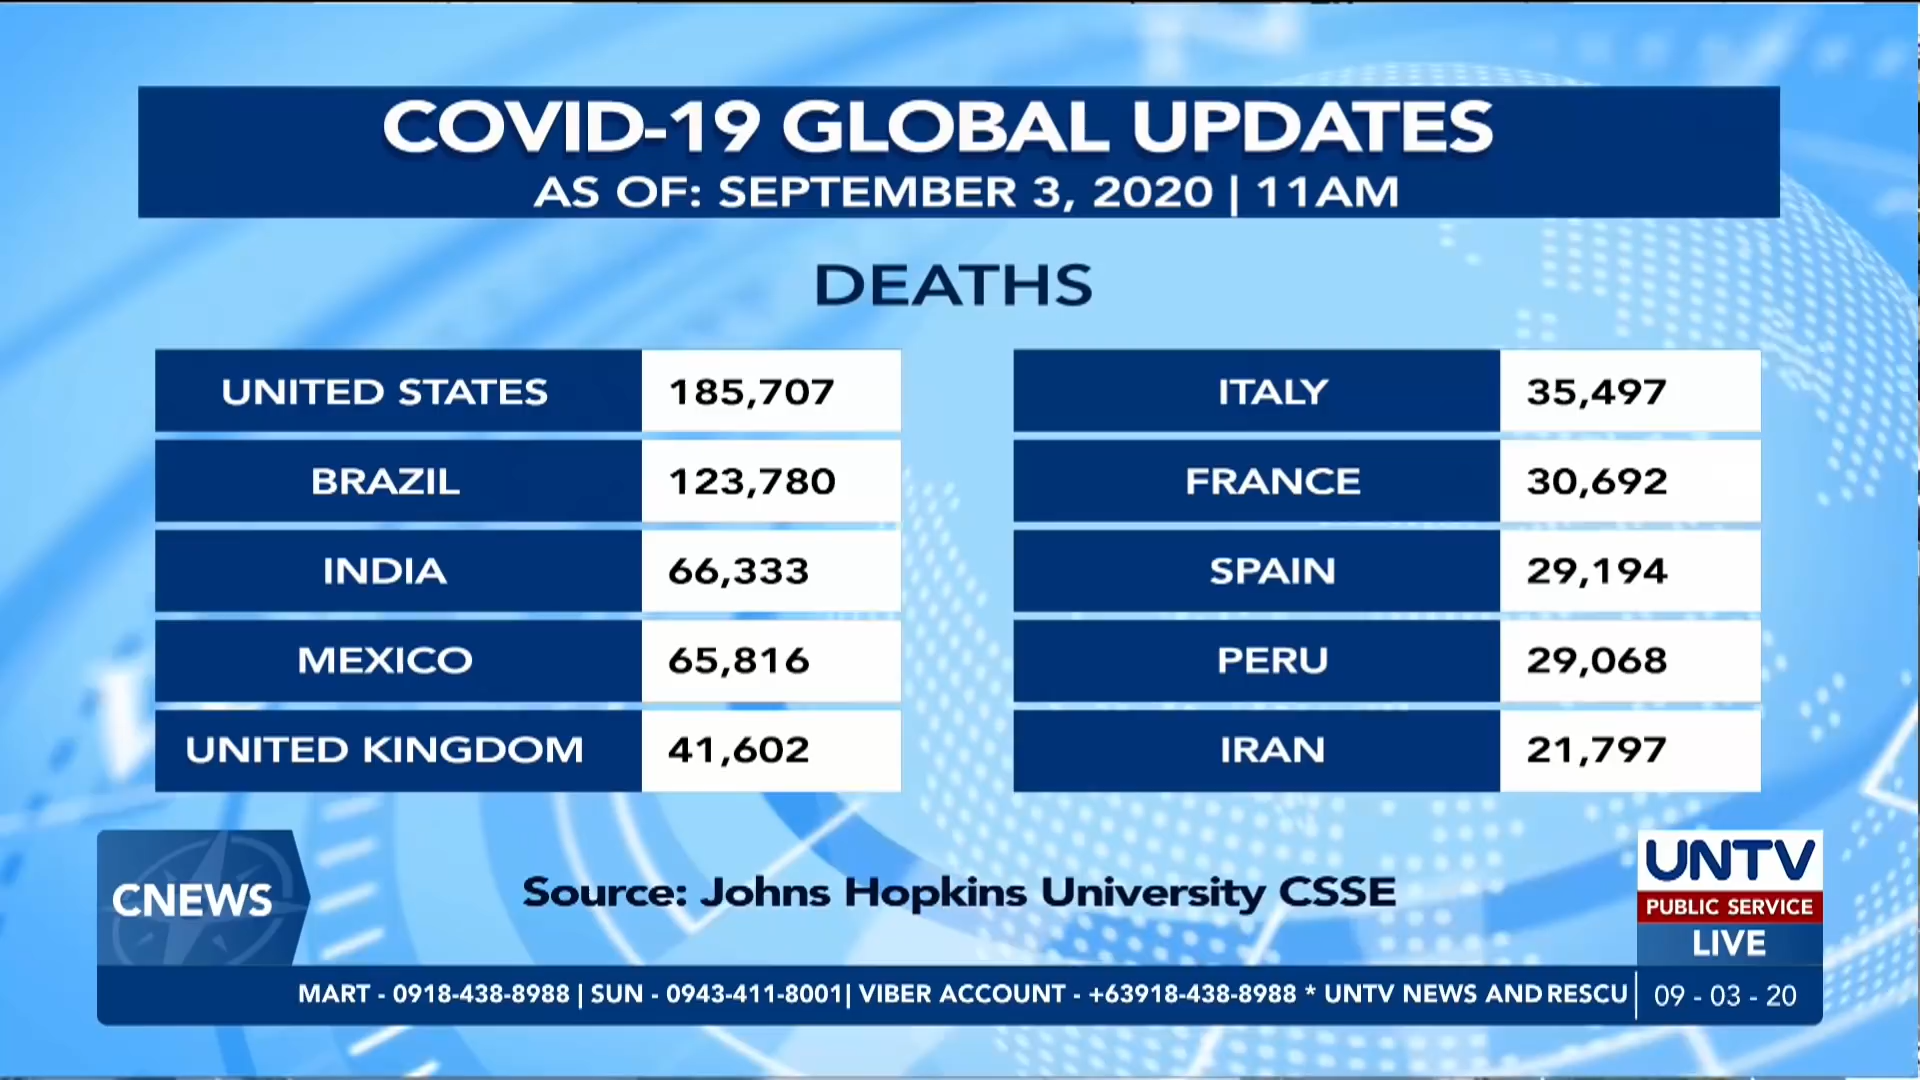 COVID-19 GLOBAL UPDATES
AS OF: SEPTEMBER 3, 2020 | 11AM
DEATHS
UNITED STATES 185,707
BRAZIL 123,780
INDIA 66,333
MEXICO 65,816
UNITED KINGDOM 41,602
ITALY 35,497
FRANCE 30,692
SPAIN 29,194
PERU 29,068
IRAN 21,797
Source: Johns Hopkins University CSSE
CNEWS
UNTV
PUBLIC SERVICE
LIVE
MART - 0918-438-8988 | SUN - 0943-411-8001| VIBER ACCOUNT - +63918-438-8988 * UNTV NEWS AND RESCU
09 - 03 - 20